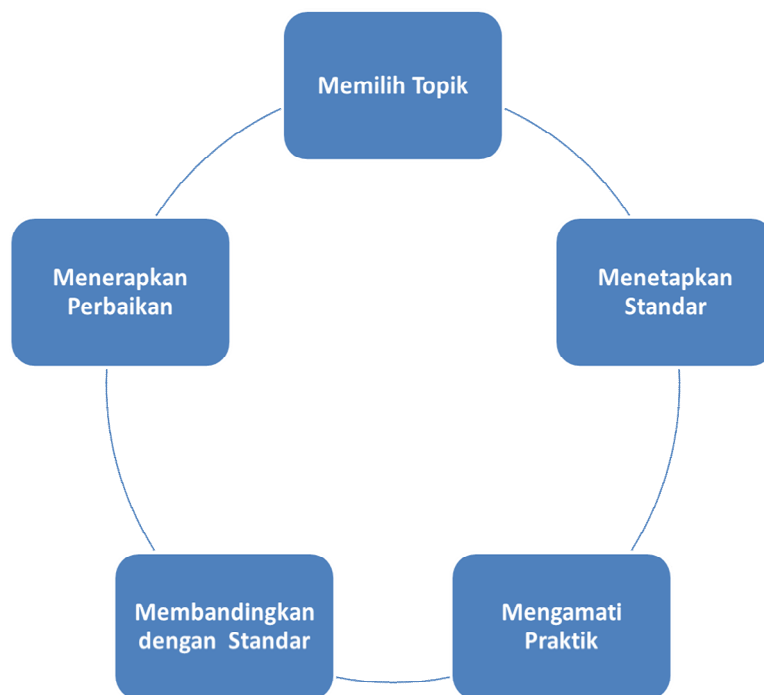 Memilih Topik
Menetapkan
Standar
Mengamati
Praktik
Membandingkan
dengan  Standar
Menerapkan
Perbaikan